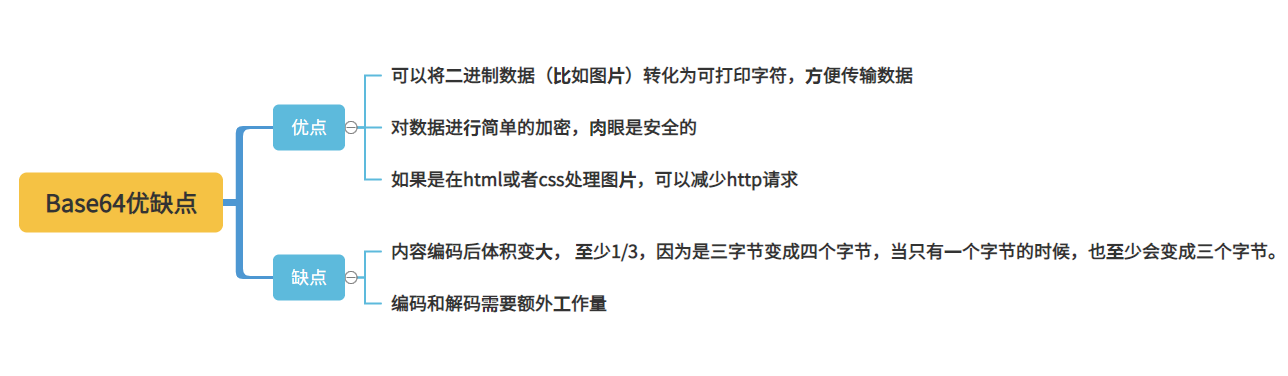 Base64优缺点
优点
可以将二进制数据（比如图片）转化为可打印字符，方便传输数据
对数据进行简单的加密，肉眼是安全的
如果是在html或者css处理图片，可以减少http请求
缺点
内容编码后体积变大， 至少1/3，因为是三字节变成四个字节，当只有一个字节的时候，也至少会变成三个字节。
编码和解码需要额外工作量